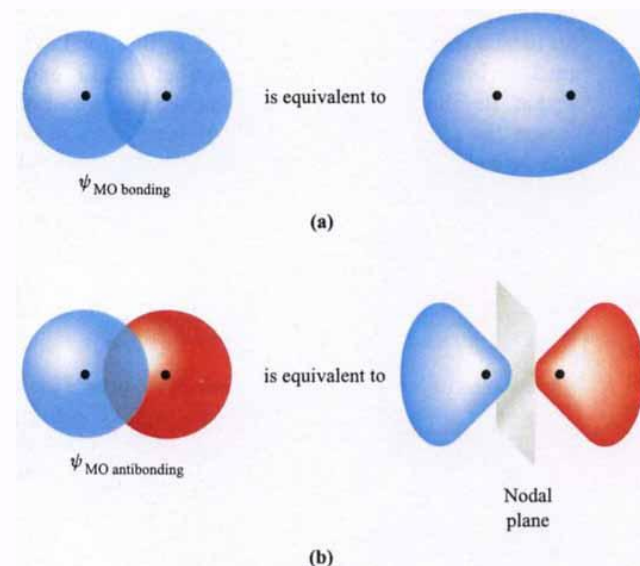 is equivalent to
ψ MO bonding
(a)
is equivalent to
ψ MO antibonding
Nodal
plane
(b)